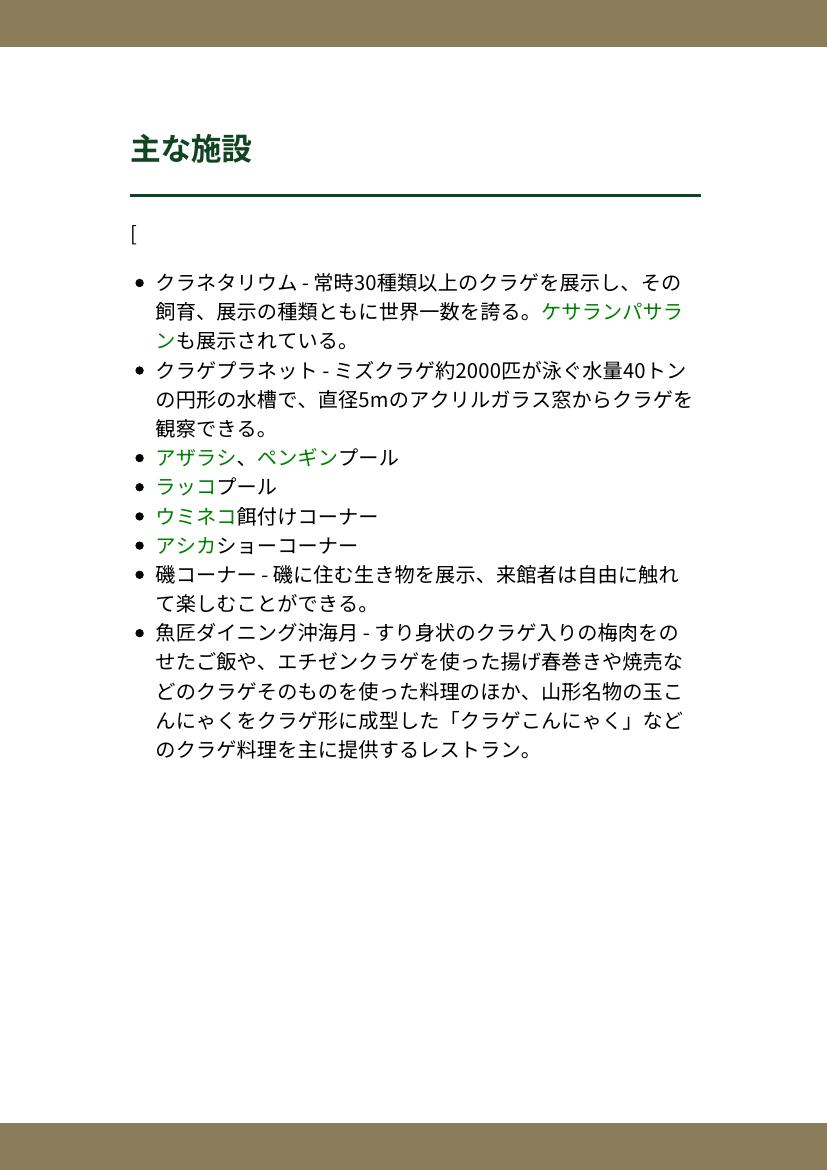 主な施設
[
• クラネタリウム - 常時30種類以上のクラゲを展示し、その
飼育、展示の種類ともに世界一数を誇る。ケサランパサラ
ンも展示されている。
• クラゲプラネット - ミズクラゲ約2000匹が泳ぐ水量40トン
の円形の水槽で、直径5mのアクリルガラス窓からクラゲを
観察できる。
• アザラシ、ペンギンプール
• ラッコプール
• ウミネコ餌付けコーナー
• アシカショーコーナー
• 磯コーナー - 磯に住む生き物を展示、来館者は自由に触れ
て楽しむことができる。
• 魚匠ダイニング沖海月 - すり身状のクラゲ入りの梅肉をの
せたご飯や、エチゼンクラゲを使った揚げ春巻きや焼売な
どのクラゲそのものを使った料理のほか、山形名物の玉こ
んにゃくをクラゲ形に成型した「クラゲこんにゃく」など
のクラゲ料理を主に提供するレストラン。